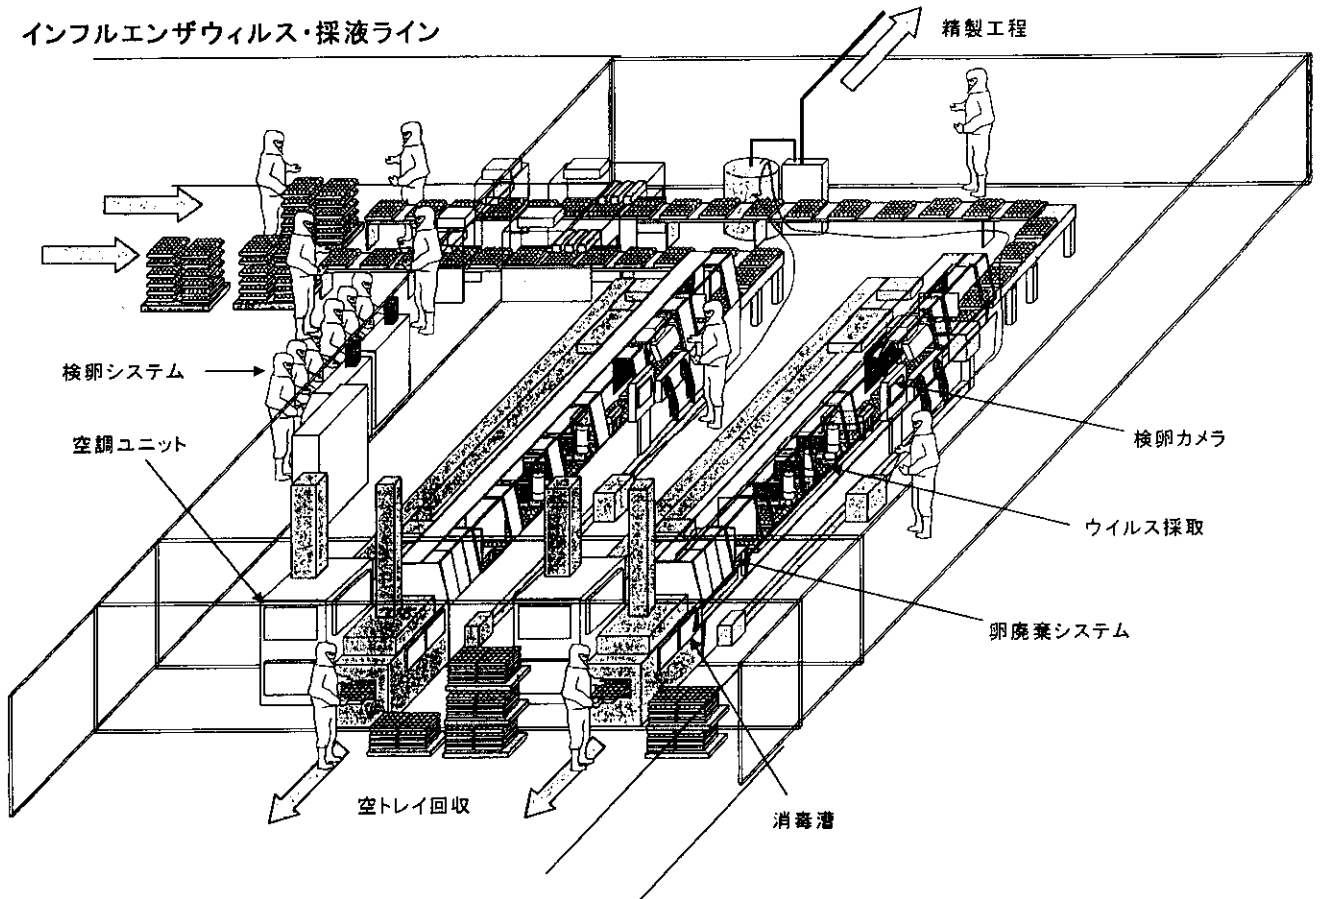 インフルエンザウィルス・採液ライン
精製工程
検卵システム
空調ユニット
検卵カメラ
ウイルス採取
卵廃棄システム
空トレイ回収
消毒漕